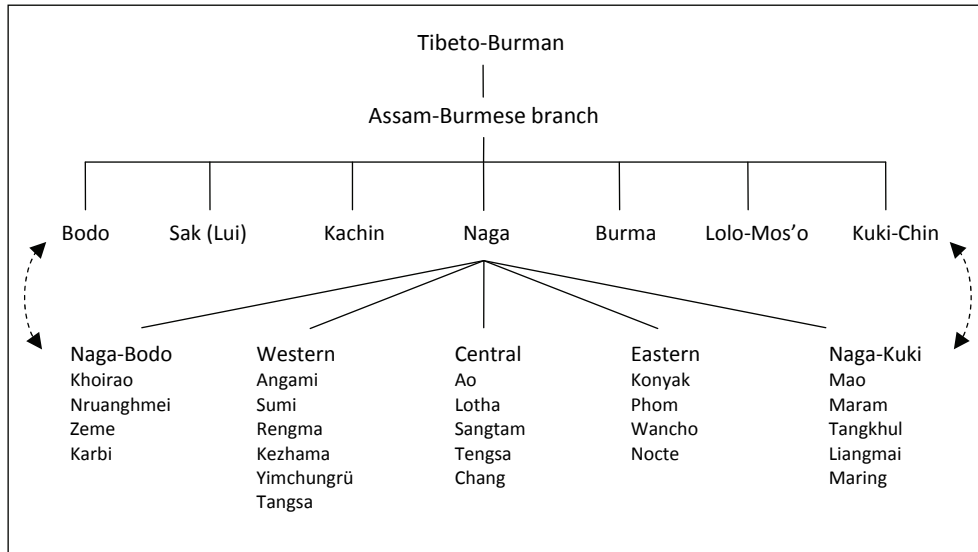 Tibeto-Burman
Assam-Burmese branch
Bodo Sak (Lui) Kachin Naga Burma Lolo-Mos’o Kuki-Chin
Naga-Bodo Western Central Eastern Naga-Kuki
Khoirao Angami Ao Konyak Mao
Nruanghmei Sumi Lotha Phom Maram
Zeme Rengma Sangtam Wancho Tangkhul
Karbi Kezhama Tengsa Nocte Liangmai
Yimchungrü Chang Maring
Tangsa